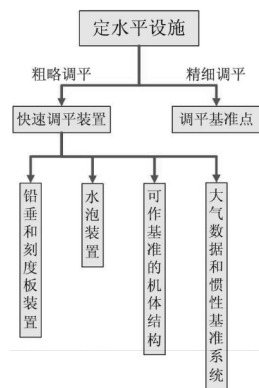 定水平设施
粗略调平
精细调平
快速调平装置
调平基准点
铅垂和刻度板装置
水泡装置
可作基准的机体结构
大气数据和惯性基准系统